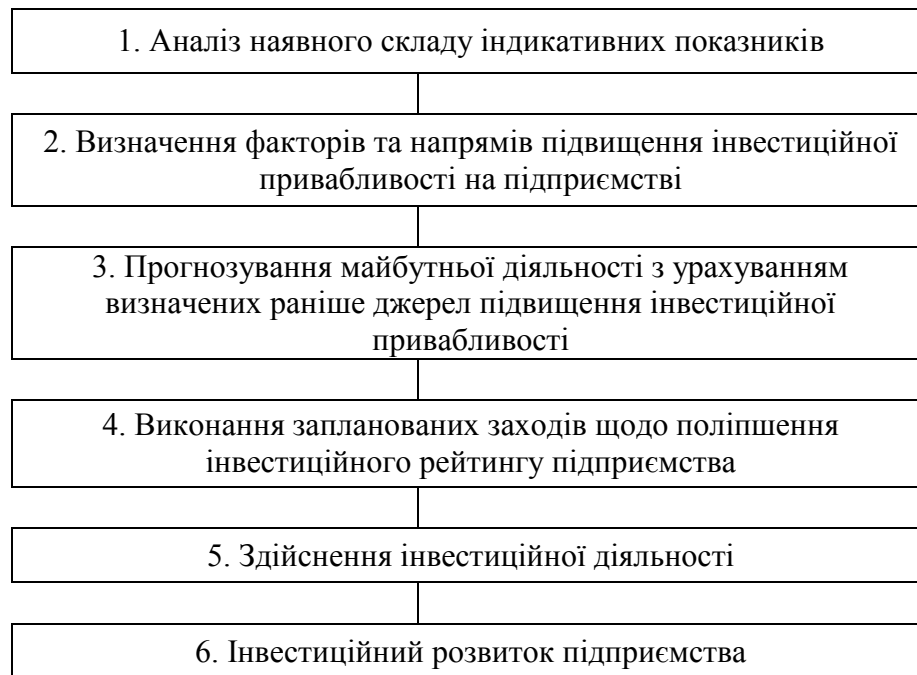 1. Аналіз наявного складу індикативних показників
2. Визначення факторів та напрямів підвищення інвестиційної
привабливості на підприємстві
3. Прогнозування майбутньої діяльності з урахуванням
визначених раніше джерел підвищення інвестиційної
привабливості
4. Виконання запланованих заходів щодо поліпшення
інвестиційного рейтингу підприємства
5. Здійснення інвестиційної діяльності
6. Інвестиційний розвиток підприємства